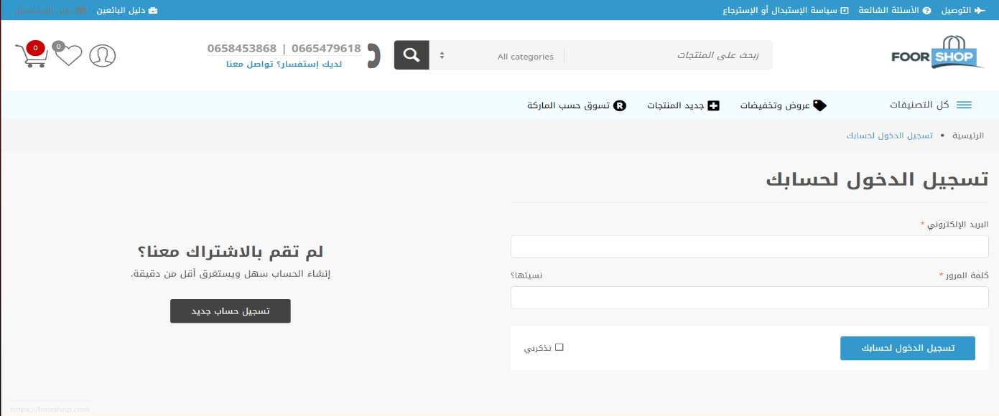 التوصيل
الأسئلة الشائعة
سياسة الإستبدال أو الإسترجاع
دليل البائعين
FOOR SHOP
إبحث على المنتجات
All categories
0658453868 | 0665479618
لديك إستفسار؟ تواصل معنا
0
0
كل التصنيفات
عروض وتخفيضات
جديد المنتجات
R تسوق حسب الماركة
الرئيسية • تسجيل الدخول لحسابك
تسجيل الدخول لحسابك
البريد الإلكتروني *
كلمة المرور *
نسيتها؟
تسجيل الدخول لحسابك
تذكرني
لم تقم بالاشتراك معنا؟
إنشاء الحساب سهل ويستغرق أقل من دقيقة.
تسجيل حساب جديد
https://foorshop.com